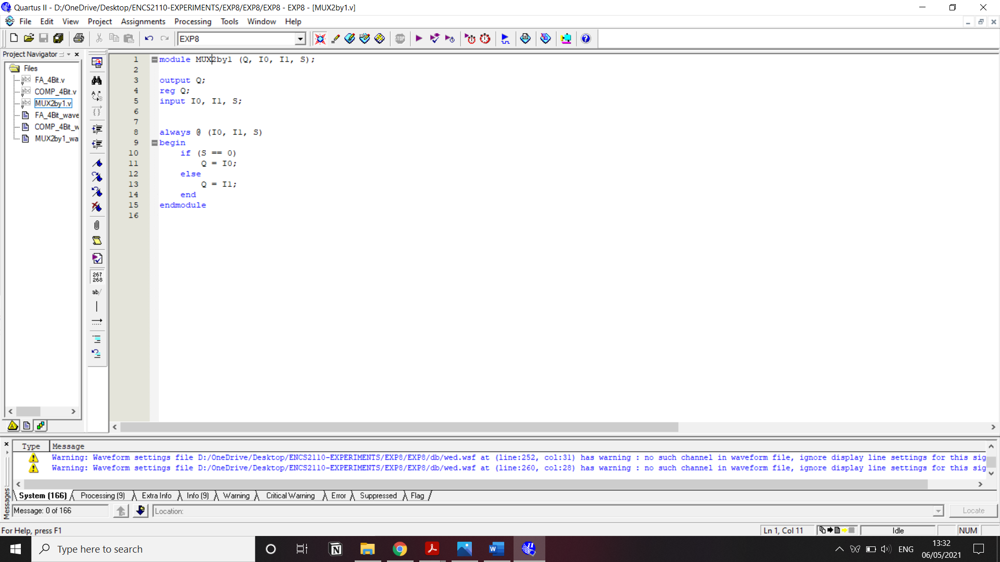 Quartus II - D:/OneDrive/Desktop/ENCS2110-EXPERIMENTS/EXP8/EXP8/EXP8 - EXP8 - [MUX2by1.v]
File Edit View Project Assignments Processing Tools Window Help
EXP8
STOP
Project Navigator
Files
FA_4Bit.v
COMP_4Bit.v
MUX2by1.v
FA_4Bit_wave
COMP_4Bit_w
MUX2by1_wa
267
268
ab/
1 module MUX2by1 (Q, I0, I1, S);
2
3 output Q;
4 reg Q;
5 input I0, I1, S;
6
7
8 always @ (I0, I1, S)
9 begin
10 if (S == 0)
11 Q = I0;
12 else
13 Q = I1;
14 end
15 endmodule
16
Type Message
Warning: Waveform settings file D:/OneDrive/Desktop/ENCS2110-EXPERIMENTS/EXP8/EXP8/db/wed.wsf at (line:252, col:31) has warning : no such channel in waveform file, ignore display line settings for this sig
Warning: Waveform settings file D:/OneDrive/Desktop/ENCS2110-EXPERIMENTS/EXP8/EXP8/db/wed.wsf at (line:260, col:28) has warning : no such channel in waveform file, ignore display line settings for this sig
System (166) Processing (9) Extra Info Info (9) Warning Critical Warning Error Suppressed Flag
Messages
Message: 0 of 166 Location: Locate
For Help, press F1 Ln 1, Col 11 Idle NUM
Type here to search
ENG
13:32
06/05/2021